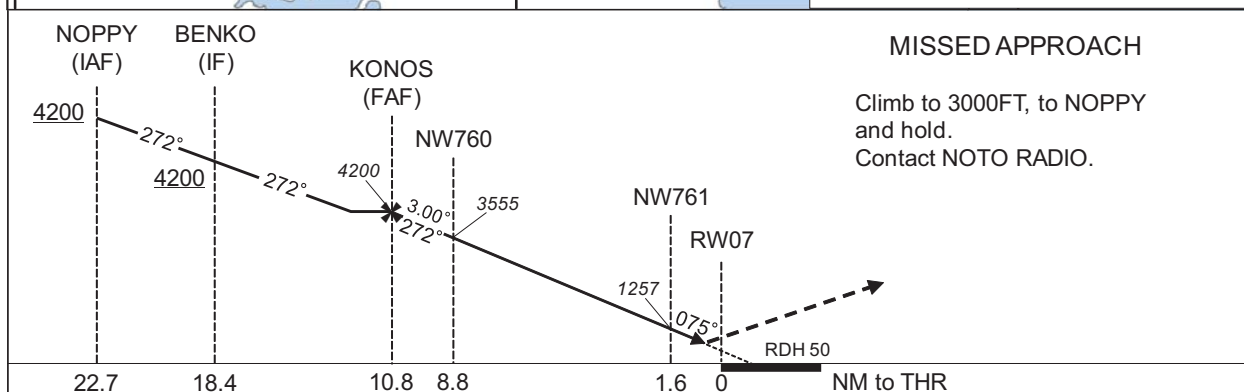 NOPPY
(IAF)
BENKO
(IF)
KONOS
(FAF)
NW760
NW761
RW07
4200
272°
4200
272°
4200
3.00°
272°
3555
1257
075°
RDH 50
MISSED APPROACH
Climb to 3000FT, to NOPPY
and hold.
Contact NOTO RADIO.
22.7
18.4
10.8
8.8
1.6
0
NM to THR